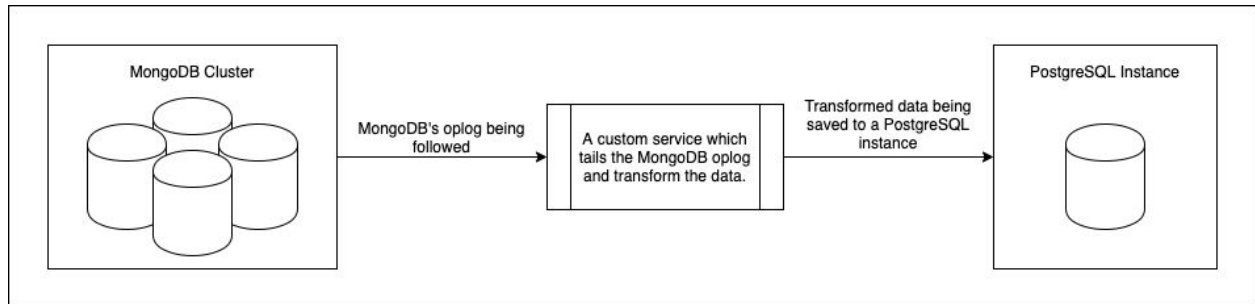 MongoDB Cluster
MongoDB's oplog being
followed
A custom service which
tails the MongoDB oplog
and transform the data.
Transformed data being
saved to a PostgreSQL
instance
PostgreSQL Instance